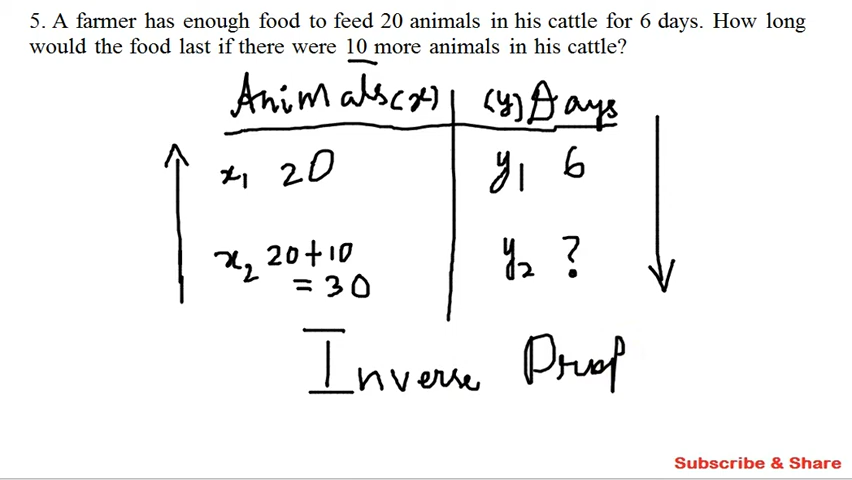 5. A farmer has enough food to feed 20 animals in his cattle for 6 days. How long
would the food last if there were 10 more animals in his cattle?
Animals(x) (y) Days
x₁ 20 y₁ 6
x₂ 20+10 y₂ ?
= 30
Inverse Prop
Subscribe & Share